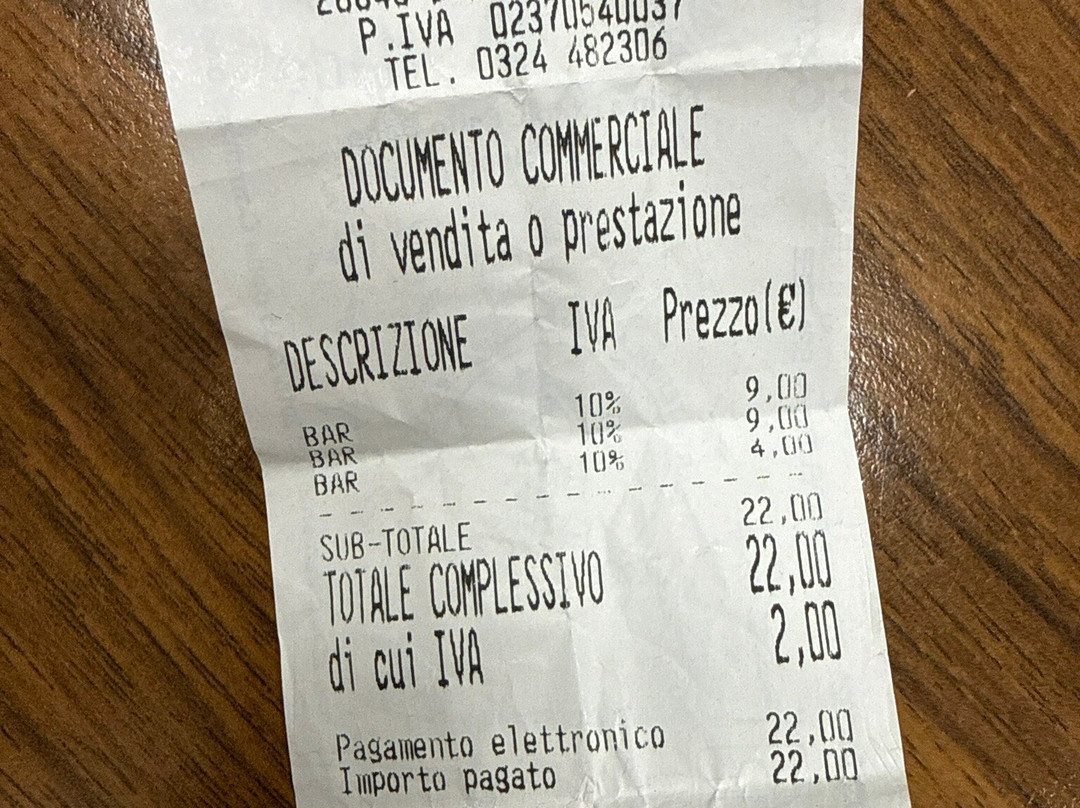 P.IVA 02370540037
TEL. 0324 482306
DOCUMENTO COMMERCIALE
di vendita o prestazione
DESCRIZIONE IVA Prezzo(€)
BAR 10% 9,00
BAR 10% 9,00
BAR 10% 4,00
SUB-TOTALE 22,00
TOTALE COMPLESSIVO 22,00
di cui IVA 2,00
Pagamento elettronico 22,00
Importo pagato 22,00